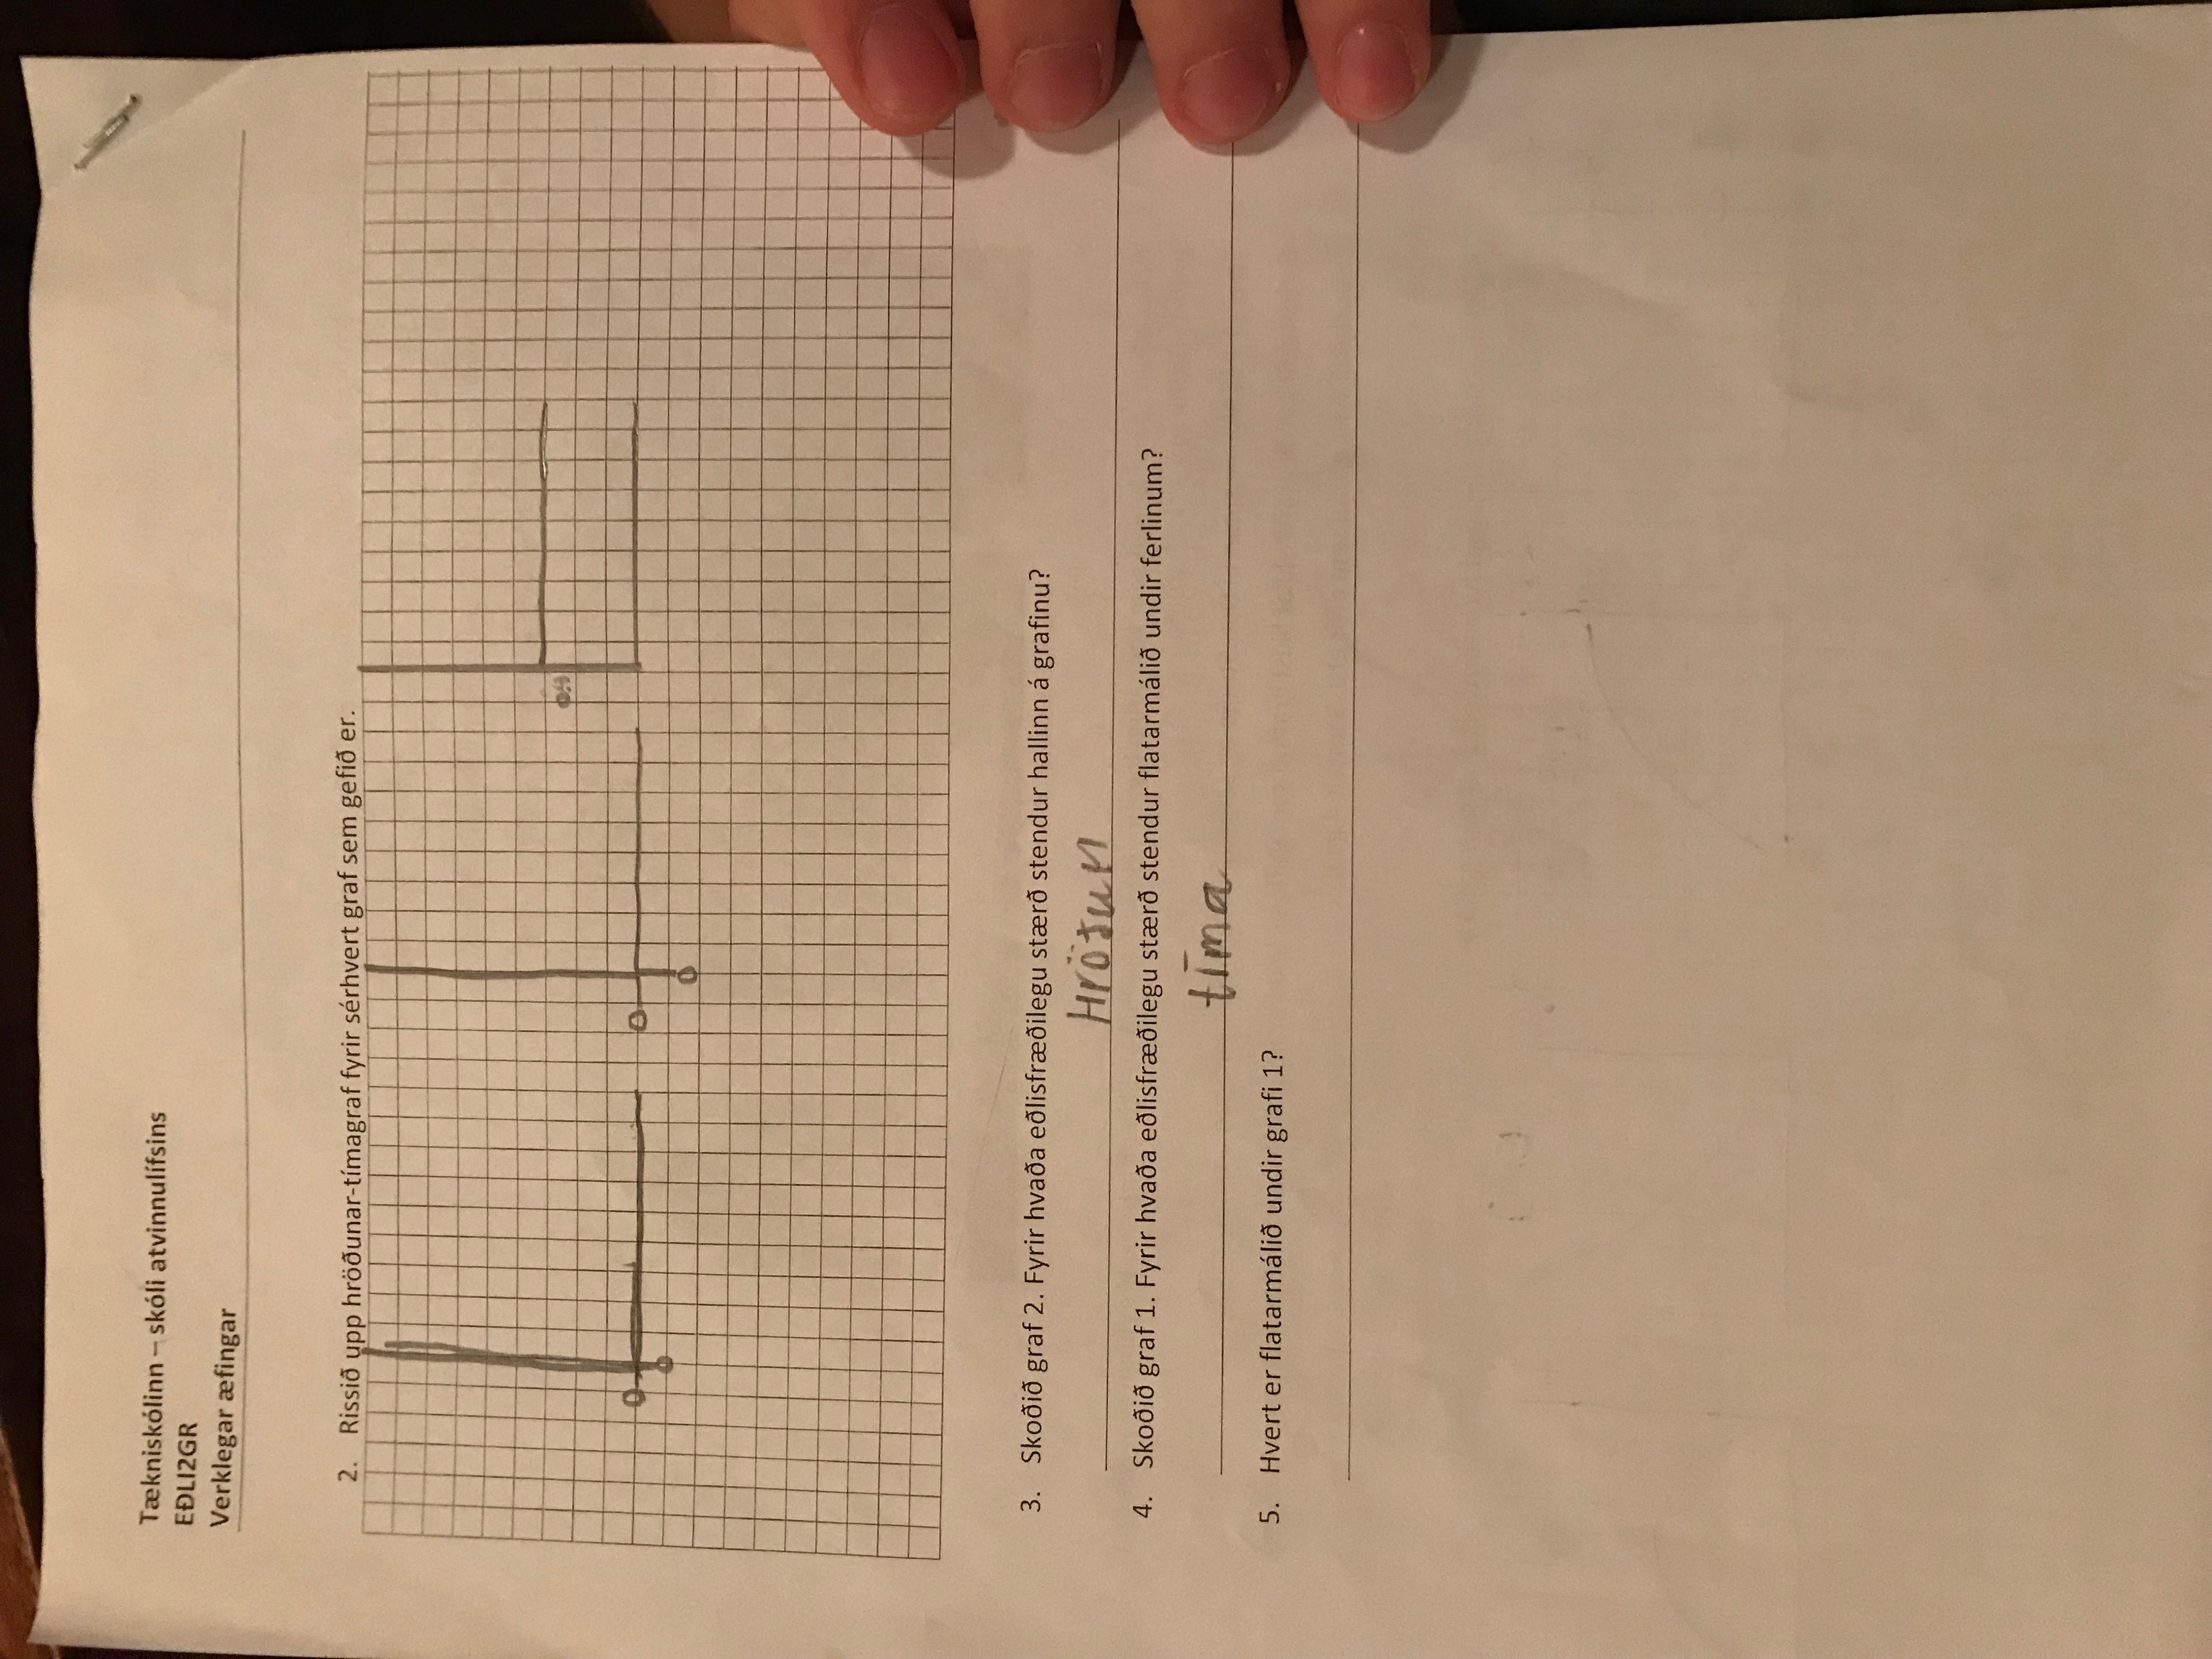 Tækniskólinn – skóli atvinnulífsins
EÐLI2GR
Verklegar æfingar
2. Rissið upp hröðunar-tímagraf fyrir sérhvert graf sem gefið er.
0.4
0 0
0 0
3. Skoðið graf 2. Fyrir hvaða eðlisfræðilegu stærð stendur hallinn á grafinu?
Hröðun
4. Skoðið graf 1. Fyrir hvaða eðlisfræðilegu stærð stendur flatarmálið undir ferlinum?
tíma
5. Hvert er flatarmálið undir grafi 1?